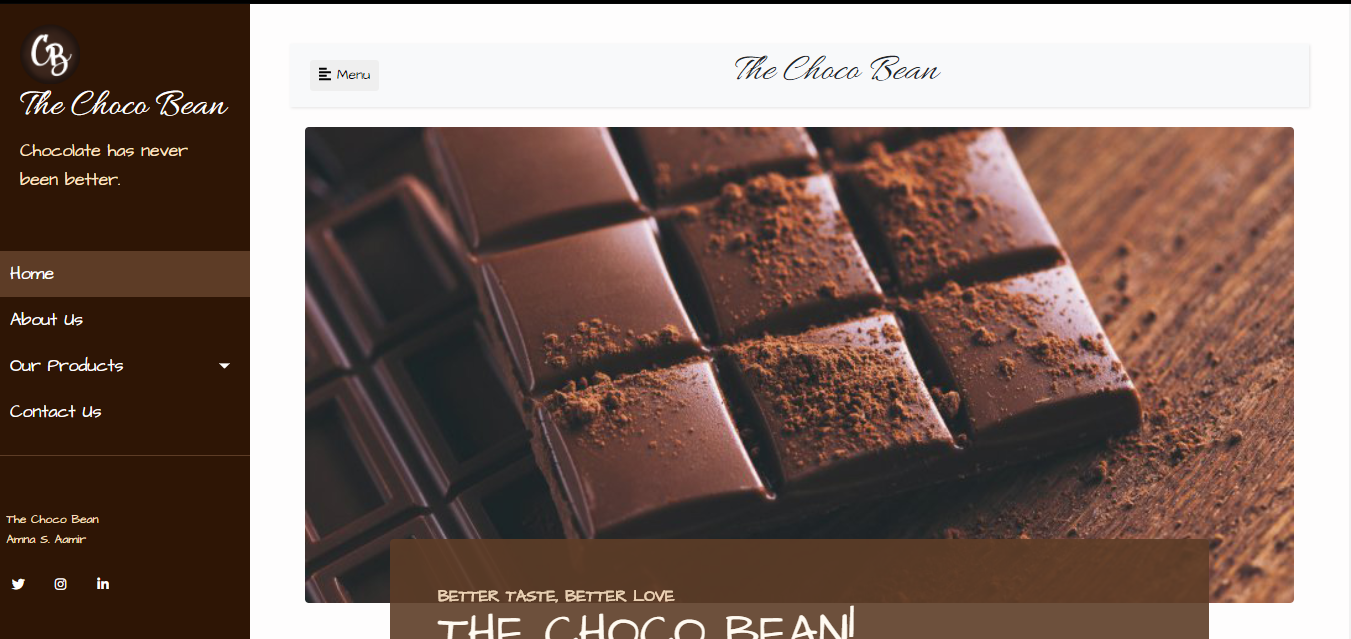 CB
The Choco Bean
Chocolate has never
been better.
Home
About Us
Our Products
Contact Us
The Choco Bean
Amna S. Aamir
Menu
The Choco Bean
BETTER TASTE, BETTER LOVE
THE CHOCO BEAN!